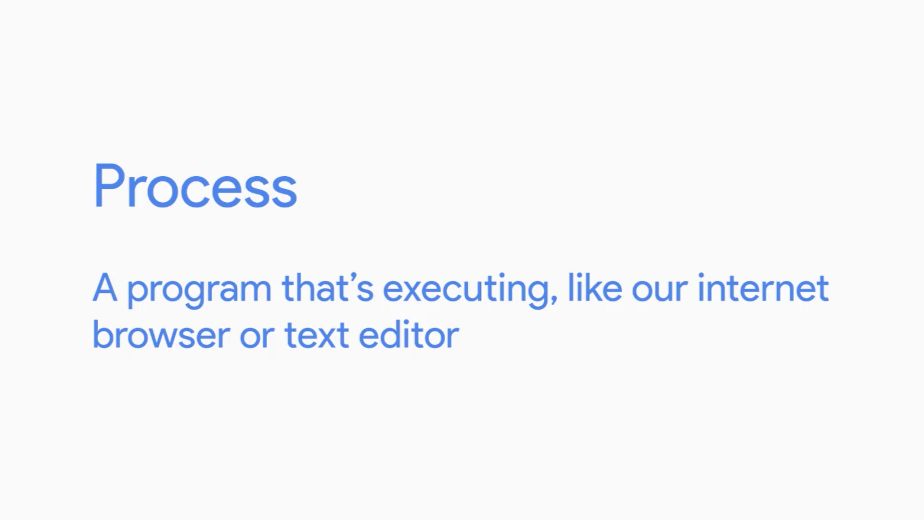 Process
A program that’s executing, like our internet
browser or text editor